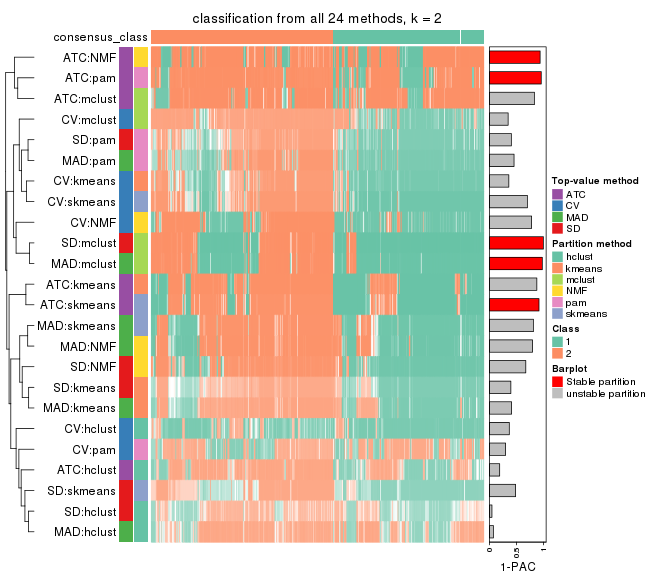 classification from all 24 methods, k = 2
consensus_class
ATC:NMF
ATC:pam
ATC:mclust
CV:mclust
SD:pam
MAD:pam
CV:kmeans
CV:skmeans
CV:NMF
SD:mclust
MAD:mclust
ATC:kmeans
ATC:skmeans
MAD:skmeans
MAD:NMF
SD:NMF
SD:kmeans
MAD:kmeans
CV:hclust
CV:pam
ATC:hclust
SD:skmeans
SD:hclust
MAD:hclust
0
0.5
1
1-PAC
Top-value method
ATC
CV
MAD
SD
Partition method
hclust
kmeans
mclust
NMF
pam
skmeans
Class
1
2
Barplot
Stable partition
unstable partition